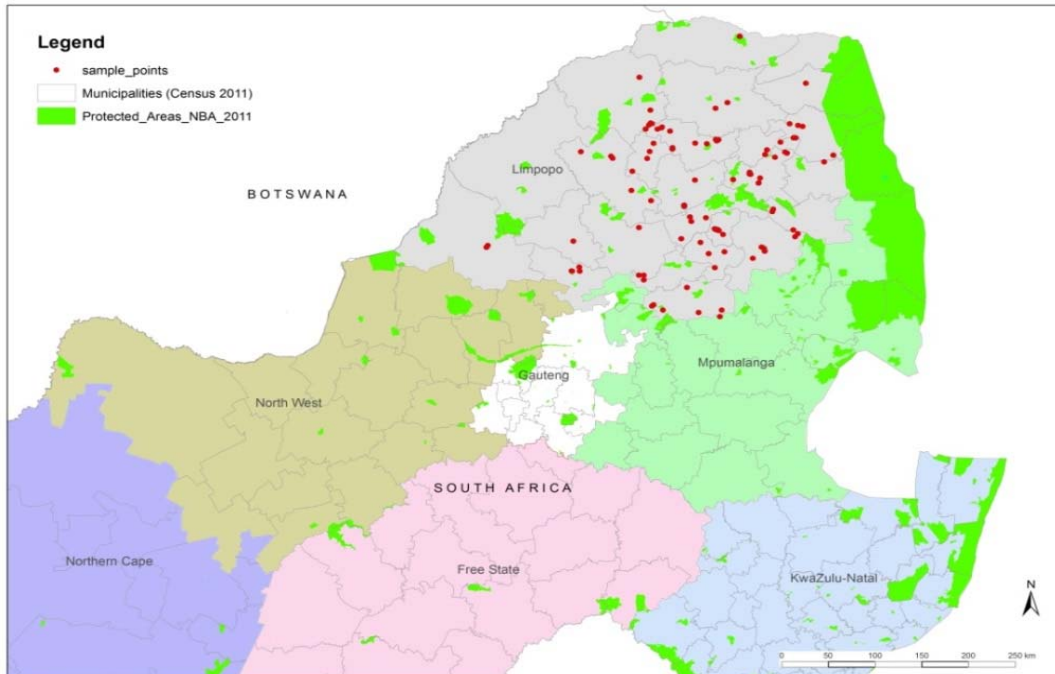 Legend
sample_points
Municipalities (Census 2011)
Protected_Areas_NBA_2011
Limpopo
BOTSWANA
Mpumalanga
Gauteng
North West
SOUTH AFRICA
Northern Cape
Free State
KwaZulu-Natal
N
0 50 100 150 200 250 km